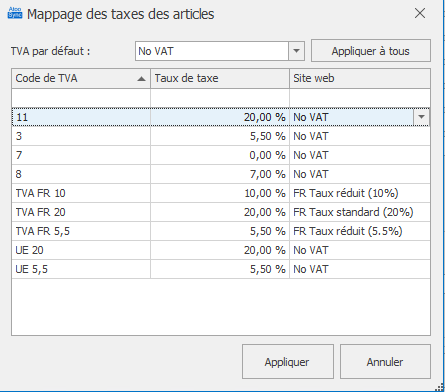 Atoo Sync Mappage des taxes des articles
TVA par défaut : No VAT Appliquer à tous
Code de TVA Taux de taxe Site web
11 20,00 % No VAT
3 5,50 % No VAT
7 0,00 % No VAT
8 7,00 % No VAT
TVA FR 10 10,00 % FR Taux réduit (10%)
TVA FR 20 20,00 % FR Taux standard (20%)
TVA FR 5,5 5,50 % FR Taux réduit (5.5%)
UE 20 20,00 % No VAT
UE 5,5 5,50 % No VAT
Appliquer Annuler